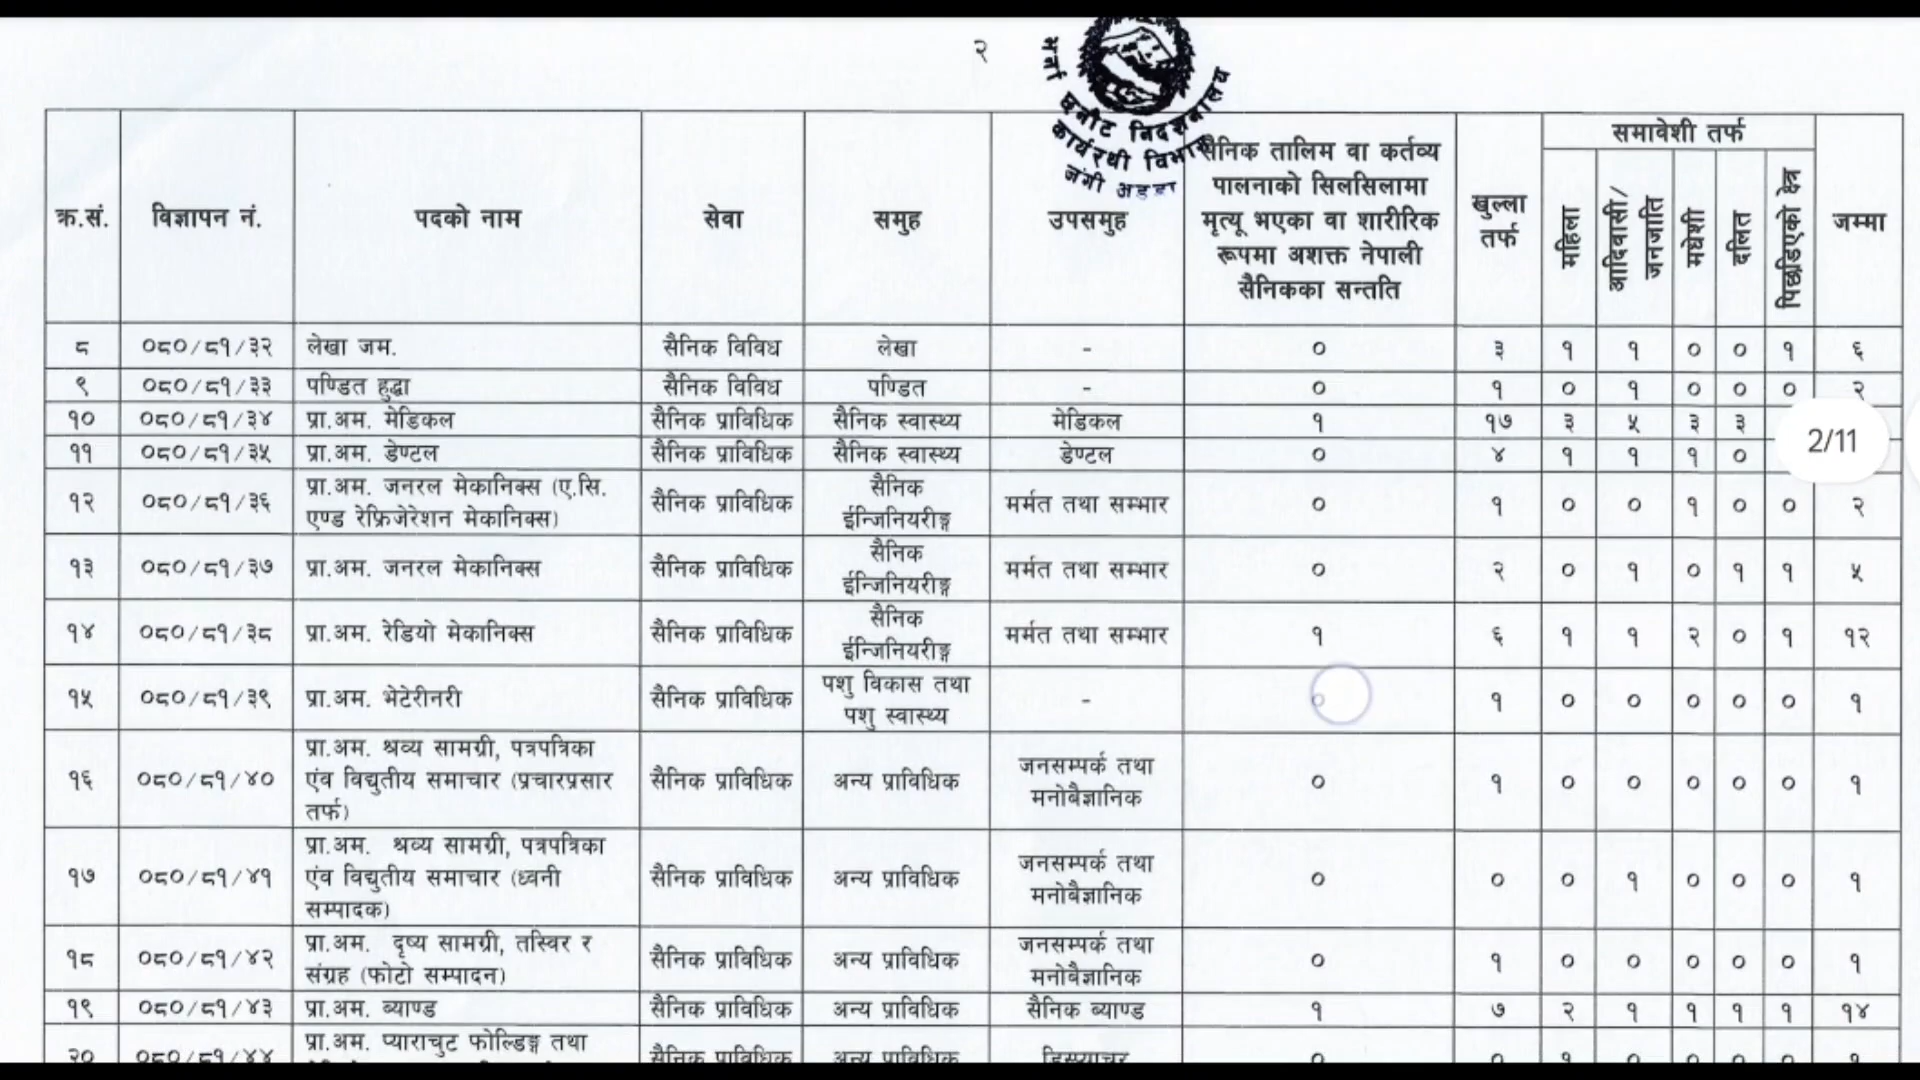 २
भर्ना छनौट निर्देशनालय
कार्यरथी विभाग
जंगी अड्डा
क्र.सं. विज्ञापन नं. पदको नाम सेवा समुह उपसमुह सैनिक तालिम वा कर्तव्य पालनाको सिलसिलामा मृत्यू भएका वा शारीरिक रूपमा अशक्त नेपाली सैनिकका सन्तति खुल्ला तर्फ समावेशी तर्फ महिला आदिवासी/जनजाति मधेशी दलित पिछडिएको क्षेत्र जम्मा
८ ०८०/८१/३२ लेखा जम. सैनिक विविध लेखा - ० ३ १ १ ० ० १ ६
९ ०८०/८१/३३ पण्डित हुद्धा सैनिक विविध पण्डित - ० १ ० १ ० ० ० २
१० ०८०/८१/३४ प्रा.अम. मेडिकल सैनिक प्राविधिक सैनिक स्वास्थ्य मेडिकल १ १७ ३ ५ ३ ३
११ ०८०/८१/३५ प्रा.अम. डेण्टल सैनिक प्राविधिक सैनिक स्वास्थ्य डेण्टल ० ४ १ १ १ ०
2/11
१२ ०८०/८१/३६ प्रा.अम. जनरल मेकानिक्स (ए.सि. एण्ड रेफ्रिजेरेशन मेकानिक्स) सैनिक प्राविधिक सैनिक ईन्जिनियरीङ्ग मर्मत तथा सम्भार ० १ ० ० १ ० ० २
१३ ०८०/८१/३७ प्रा.अम. जनरल मेकानिक्स सैनिक प्राविधिक सैनिक ईन्जिनियरीङ्ग मर्मत तथा सम्भार ० २ ० १ ० १ १ ५
१४ ०८०/८१/३८ प्रा.अम. रेडियो मेकानिक्स सैनिक प्राविधिक सैनिक ईन्जिनियरीङ्ग मर्मत तथा सम्भार १ ६ १ १ २ ० १ १२
१५ ०८०/८१/३९ प्रा.अम. भेटेरीनरी सैनिक प्राविधिक पशु विकास तथा पशु स्वास्थ्य - ० १ ० ० ० ० ० १
१६ ०८०/८१/४० प्रा.अम. श्रव्य सामग्री, पत्रपत्रिका एंव विद्युतीय समाचार (प्रचारप्रसार तर्फ) सैनिक प्राविधिक अन्य प्राविधिक जनसम्पर्क तथा मनोबैज्ञानिक ० १ ० ० ० ० ० १
१७ ०८०/८१/४१ प्रा.अम. श्रव्य सामग्री, पत्रपत्रिका एंव विद्युतीय समाचार (ध्वनी सम्पादक) सैनिक प्राविधिक अन्य प्राविधिक जनसम्पर्क तथा मनोबैज्ञानिक ० ० ० १ ० ० ० १
१८ ०८०/८१/४२ प्रा.अम. दृष्य सामग्री, तस्विर र संग्रह (फोटो सम्पादन) सैनिक प्राविधिक अन्य प्राविधिक जनसम्पर्क तथा मनोबैज्ञानिक ० १ ० ० ० ० ० १
१९ ०८०/८१/४३ प्रा.अम. ब्याण्ड सैनिक प्राविधिक अन्य प्राविधिक सैनिक ब्याण्ड १ ७ २ १ १ १ १ १४
२० ०८०/८१/४४ प्रा.अम. प्याराचुट फोल्डिङ्ग तथा सैनिक प्राविधिक अन्य प्राविधिक ० ० १ ० ० ० ० १